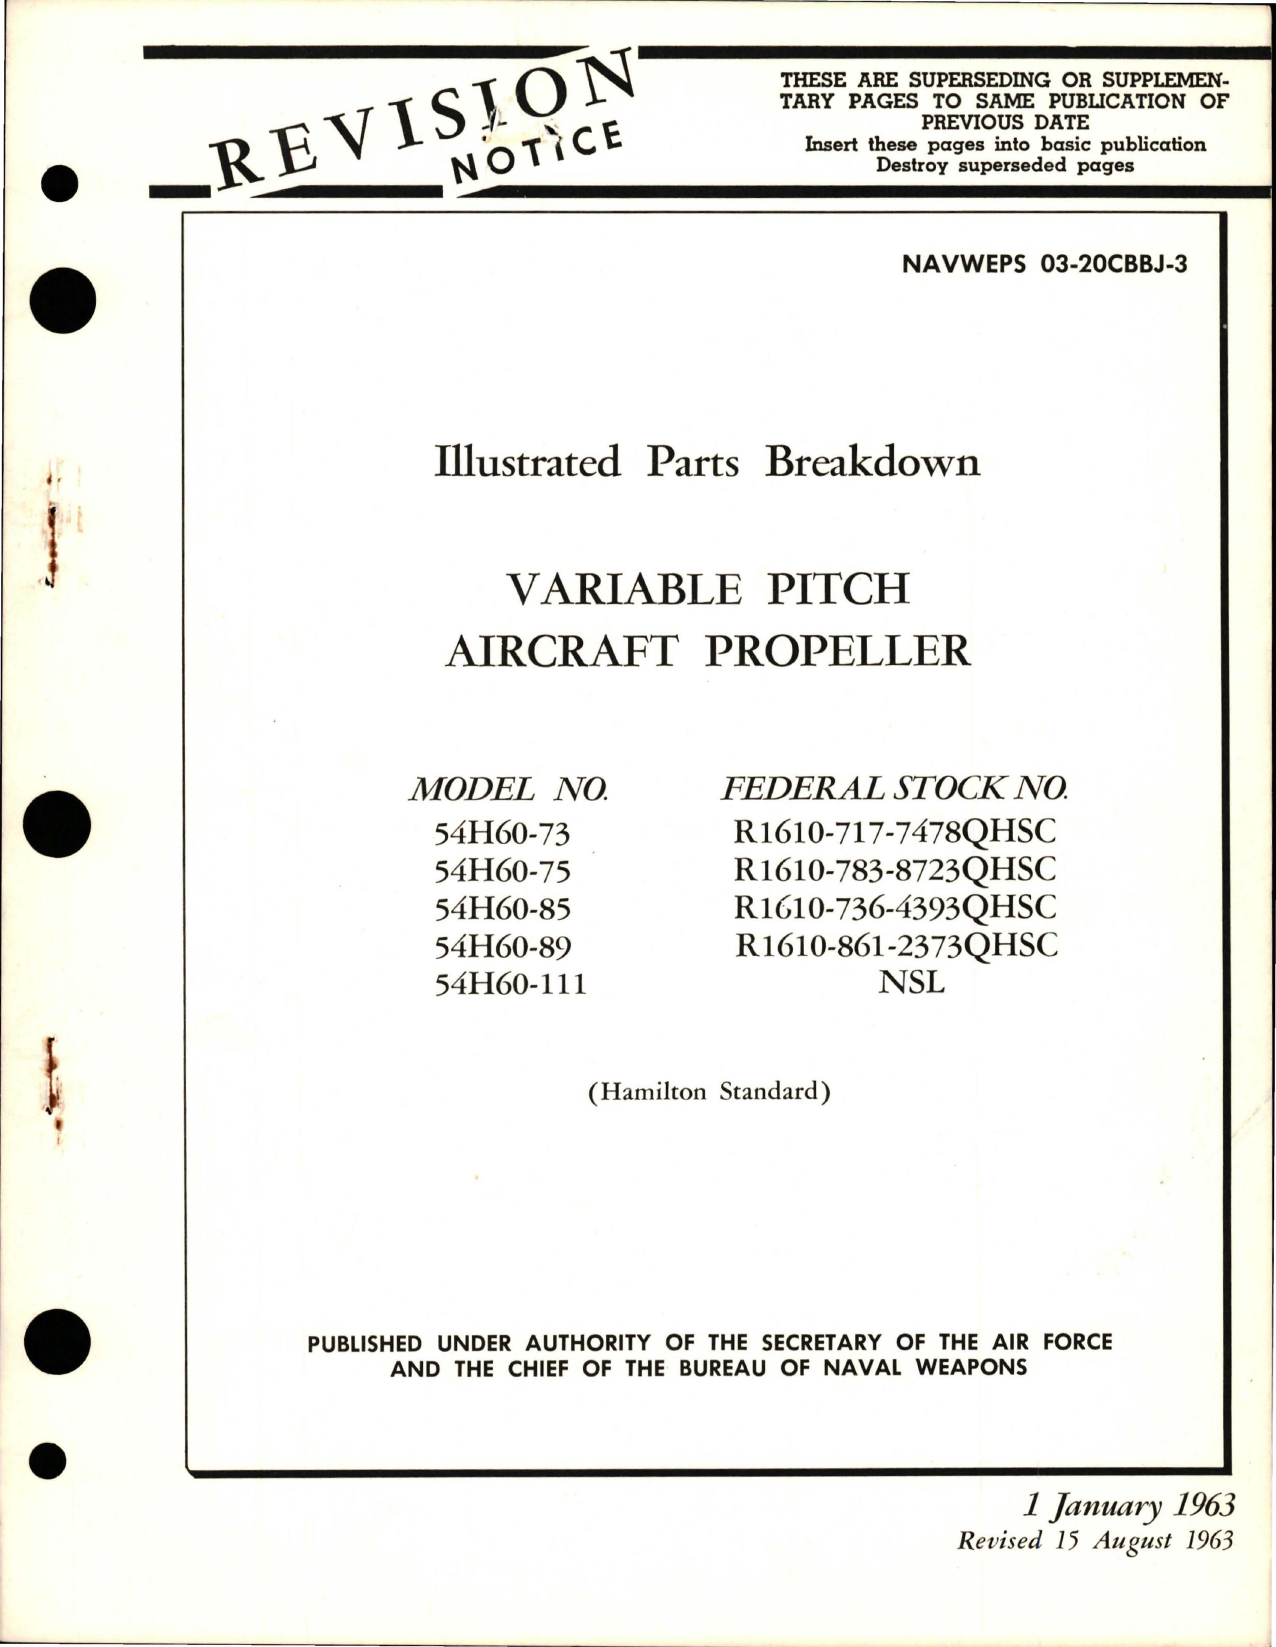 REVISION
NOTICE
THESE ARE SUPERSEDING OR SUPPLEMEN-
TARY PAGES TO SAME PUBLICATION OF
PREVIOUS DATE
Insert these pages into basic publication
Destroy superseded pages
NAVWEPS 03-20CBBJ-3
Illustrated Parts Breakdown
VARIABLE PITCH
AIRCRAFT PROPELLER
MODEL NO. FEDERAL STOCK NO.
54H60-73 R1610-717-7478QHSC
54H60-75 R1610-783-8723QHSC
54H60-85 R1610-736-4393QHSC
54H60-89 R1610-861-2373QHSC
54H60-111 NSL
(Hamilton Standard)
PUBLISHED UNDER AUTHORITY OF THE SECRETARY OF THE AIR FORCE
AND THE CHIEF OF THE BUREAU OF NAVAL WEAPONS
1 January 1963
Revised 15 August 1963